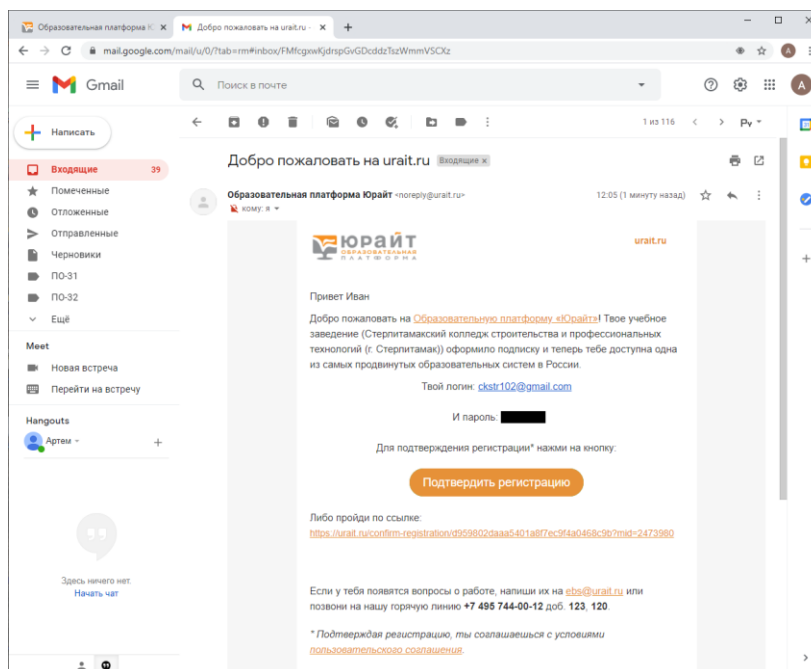 Образовательная платформа Ю
Добро пожаловать на urait.ru -
mail.google.com/mail/u/0/?tab=rm#inbox/FMfcgxwKjdrspGvGDcddzTszWmmVSCXz
Gmail
Поиск в почте
А
Написать
1 из 116
Ру
Входящие 39
Помеченные
Отложенные
Отправленные
Черновики
ПО-31
ПО-32
Ещё
Meet
Новая встреча
Перейти на встречу
Hangouts
Артем
Здесь ничего нет.
Начать чат
Добро пожаловать на urait.ru Входящие x
Образовательная платформа Юрайт <noreply@urait.ru> 12:05 (1 минуту назад)
кому: я
ЮРАЙТ
ОБРАЗОВАТЕЛЬНАЯ
ПЛАТФОРМА
urait.ru
Привет Иван
Добро пожаловать на Образовательную платформу «Юрайт»! Твое учебное
заведение (Стерлитамакский колледж строительства и профессиональных
технологий (г. Стерлитамак)) оформило подписку и теперь тебе доступна одна
из самых продвинутых образовательных систем в России.
Твой логин: ckstr102@gmail.com
И пароль:
Для подтверждения регистрации* нажми на кнопку:
Подтвердить регистрацию
Либо пройди по ссылке:
https://urait.ru/confirm-registration/d959802daaa5401a8f7ec9f4a0468c9b?mid=2473980
Если у тебя появятся вопросы о работе, напиши их на ebs@urait.ru или
позвони на нашу горячую линию +7 495 744-00-12 доб. 123, 120.
* Подтверждая регистрацию, ты соглашаешься с условиями
пользовательского соглашения.